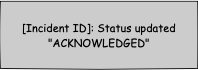 [Incident ID]: Status updated
"ACKNOWLEDGED"